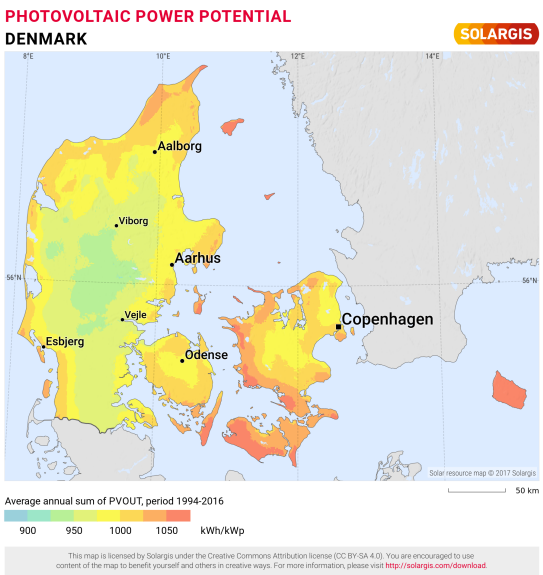 PHOTOVOLTAIC POWER POTENTIAL
DENMARK
SOLARGIS
8°E 10°E 12°E 14°E
Aalborg
Viborg
Aarhus
56°N 56°N
Vejle
Copenhagen
Esbjerg
Odense
Solar resource map © 2017 Solargis
50 km
Average annual sum of PVOUT, period 1994-2016
900 950 1000 1050 kWh/kWp
This map is licensed by Solargis under the Creative Commons Attribution license (CC BY-SA 4.0). You are encouraged to use
content of the map to benefit yourself and others in creative ways. For more information, please visit http://solargis.com/download.